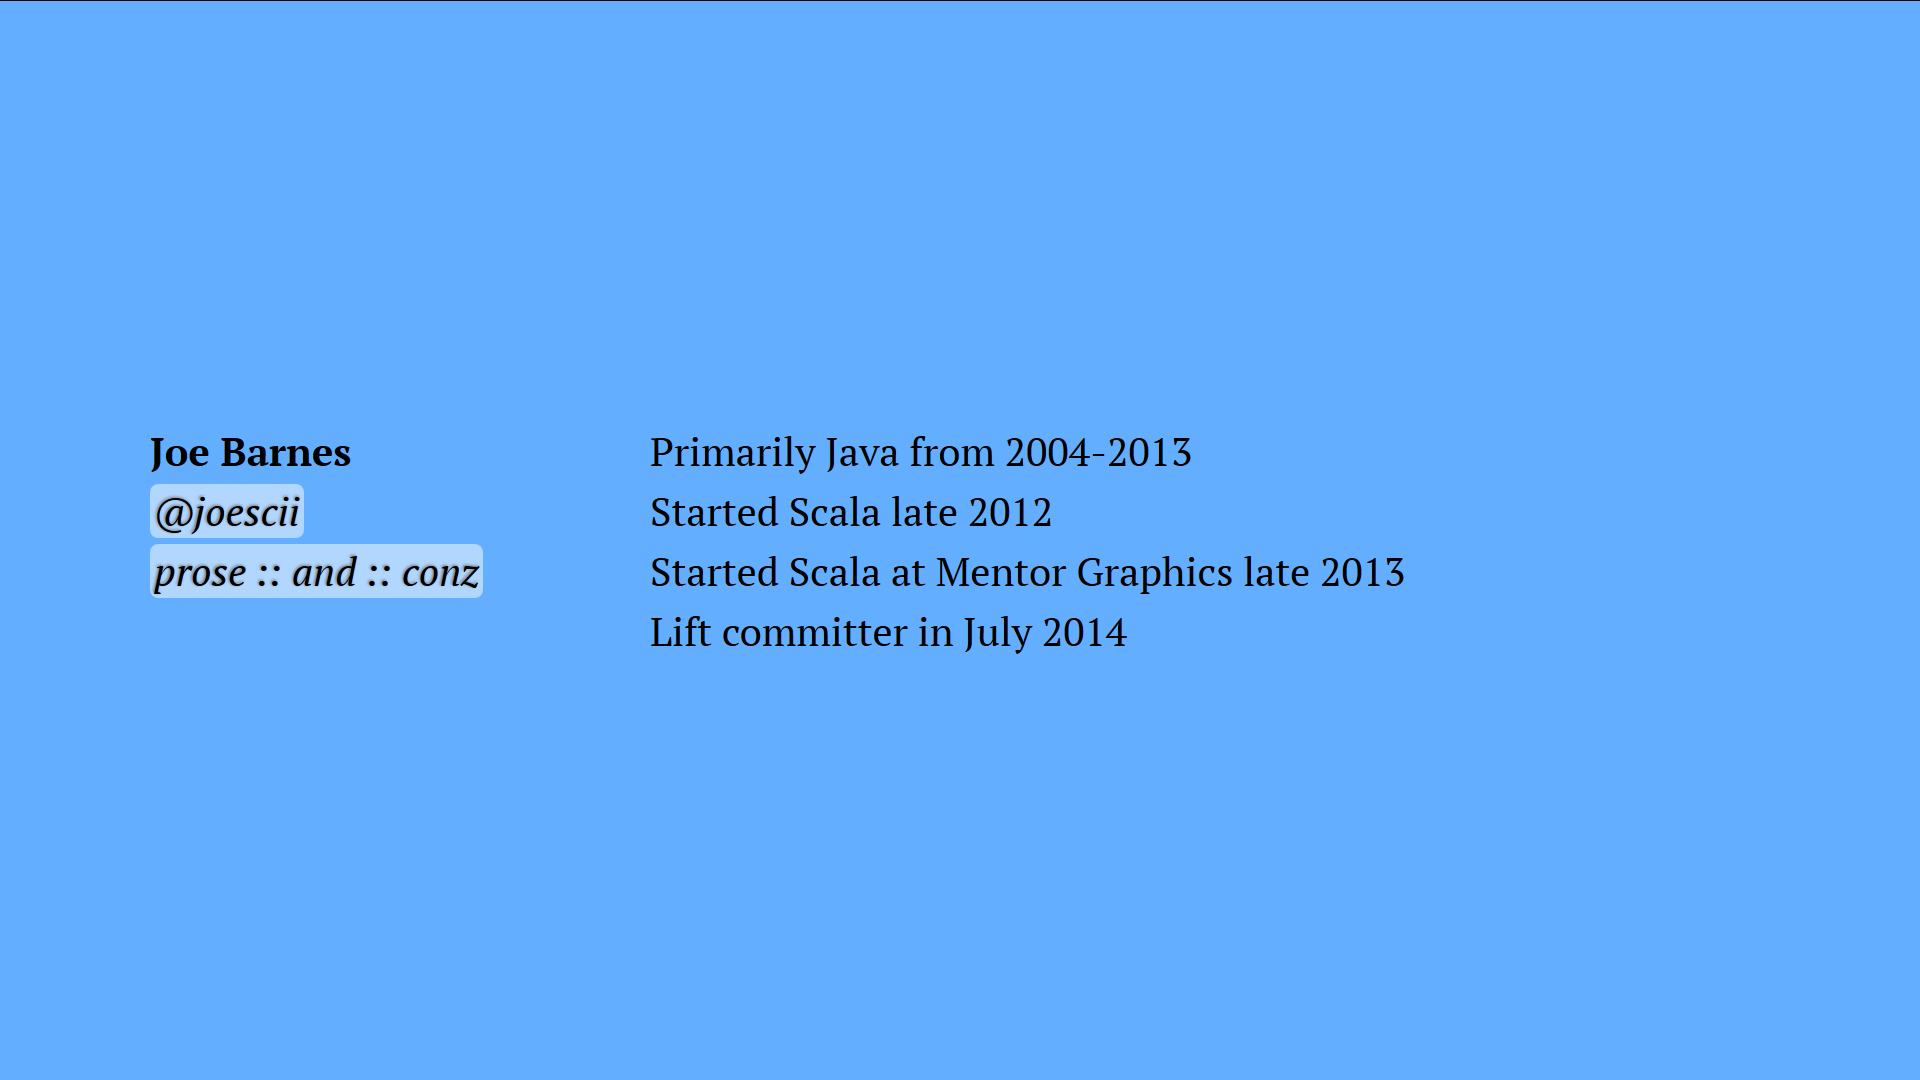 Joe Barnes
@joescii
prose :: and :: conz
Primarily Java from 2004-2013
Started Scala late 2012
Started Scala at Mentor Graphics late 2013
Lift committer in July 2014